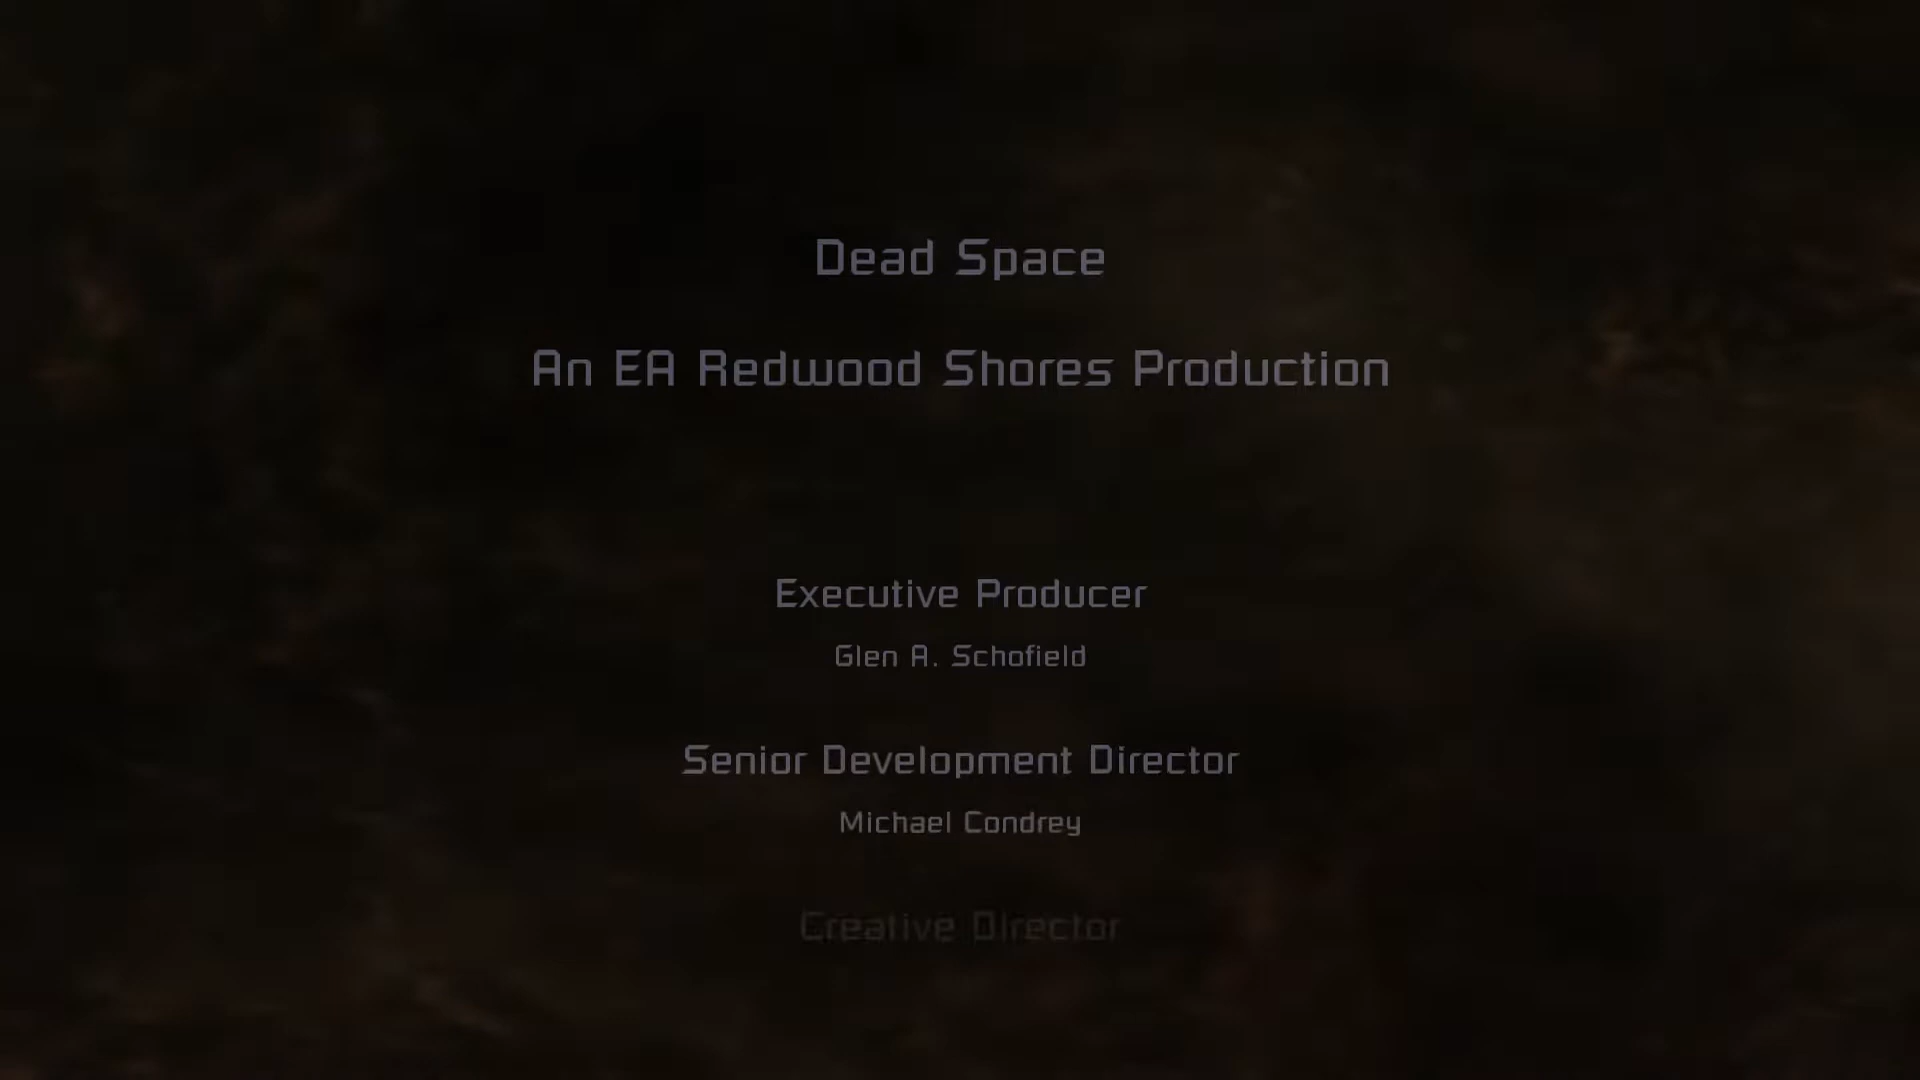 Dead Space
An EA Redwood Shores Production
Executive Producer
Glen A. Schofield
Senior Development Director
Michael Condrey
Creative Director